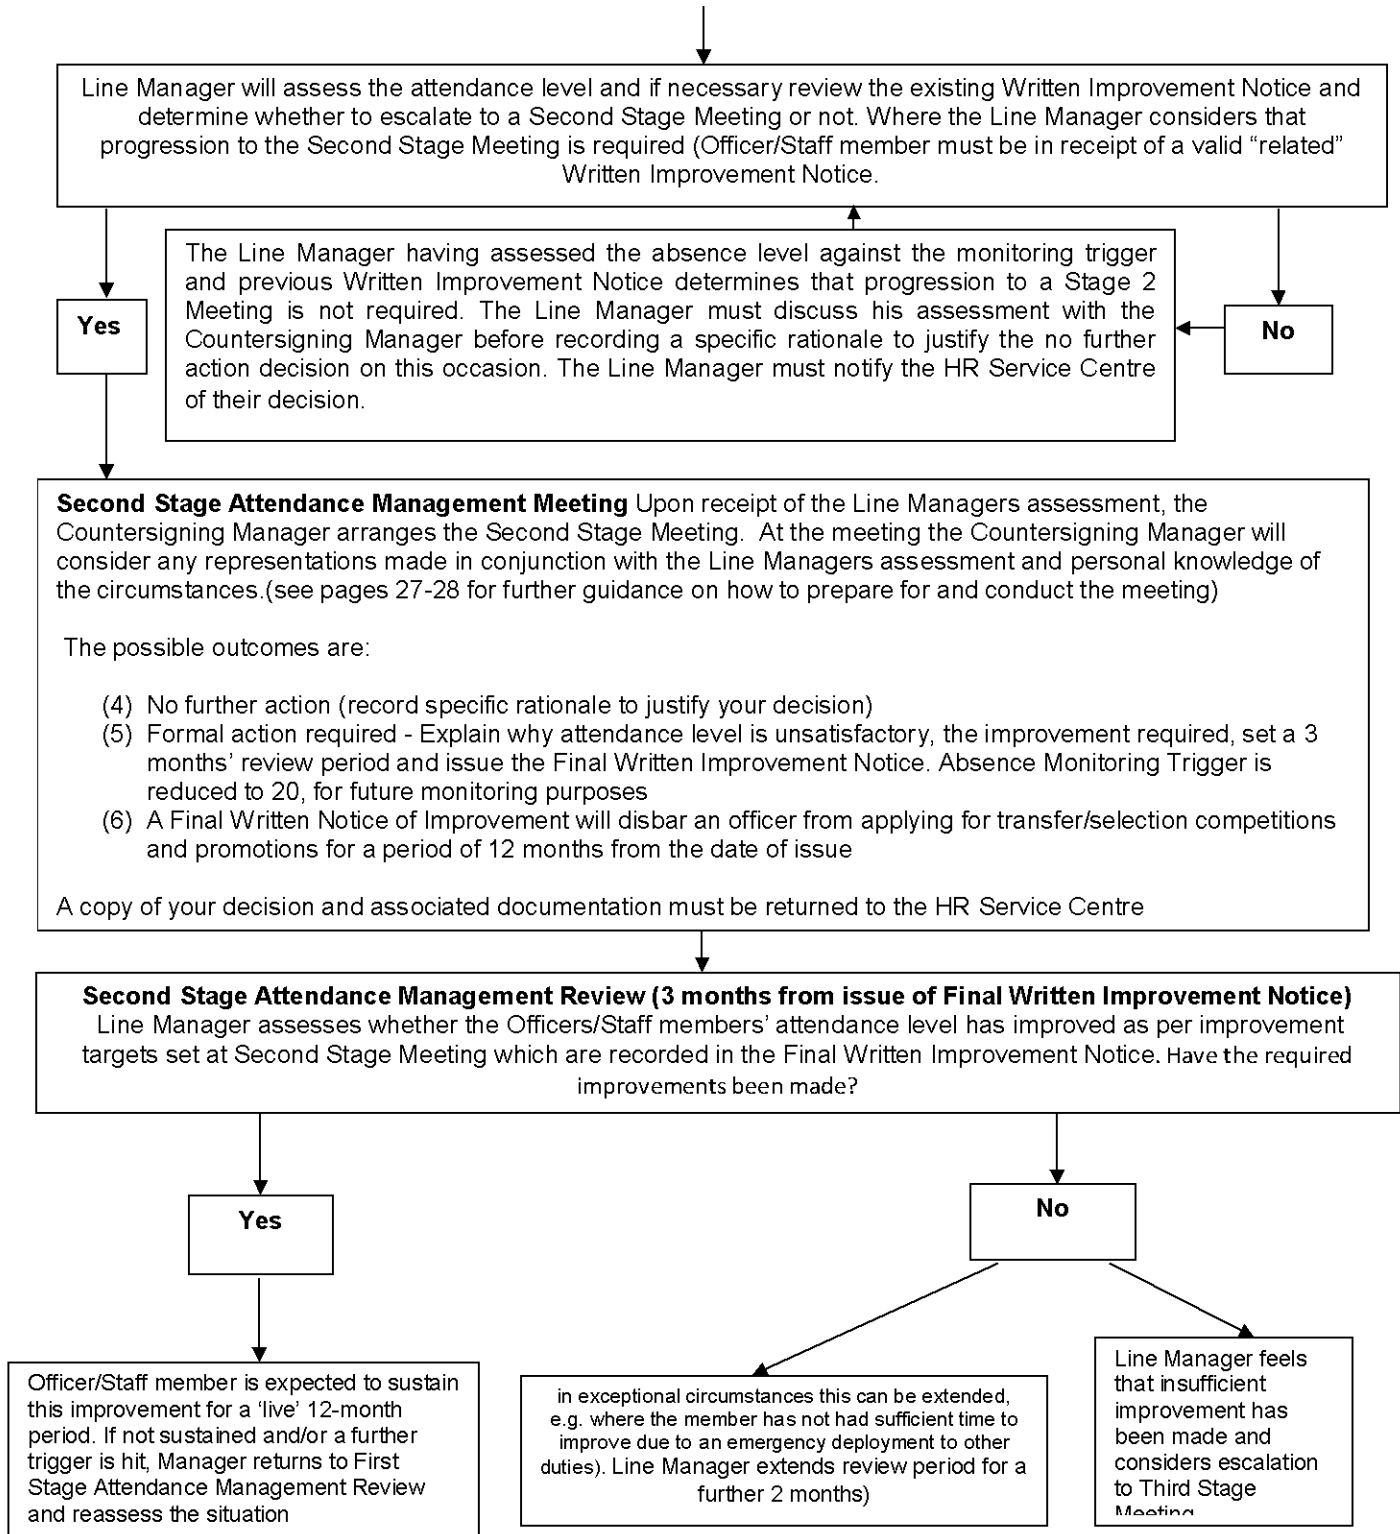 Line Manager will assess the attendance level and if necessary review the existing Written Improvement Notice and
determine whether to escalate to a Second Stage Meeting or not. Where the Line Manager considers that
progression to the Second Stage Meeting is required (Officer/Staff member must be in receipt of a valid “related”
Written Improvement Notice.
Yes
The Line Manager having assessed the absence level against the monitoring trigger
and previous Written Improvement Notice determines that progression to a Stage 2
Meeting is not required. The Line Manager must discuss his assessment with the
Countersigning Manager before recording a specific rationale to justify the no further
action decision on this occasion. The Line Manager must notify the HR Service Centre
of their decision.
No
Second Stage Attendance Management Meeting Upon receipt of the Line Managers assessment, the
Countersigning Manager arranges the Second Stage Meeting. At the meeting the Countersigning Manager will
consider any representations made in conjunction with the Line Managers assessment and personal knowledge of
the circumstances.(see pages 27-28 for further guidance on how to prepare for and conduct the meeting)
The possible outcomes are:
(4) No further action (record specific rationale to justify your decision)
(5) Formal action required - Explain why attendance level is unsatisfactory, the improvement required, set a 3
months’ review period and issue the Final Written Improvement Notice. Absence Monitoring Trigger is
reduced to 20, for future monitoring purposes
(6) A Final Written Notice of Improvement will disbar an officer from applying for transfer/selection competitions
and promotions for a period of 12 months from the date of issue
A copy of your decision and associated documentation must be returned to the HR Service Centre
Second Stage Attendance Management Review (3 months from issue of Final Written Improvement Notice)
Line Manager assesses whether the Officers/Staff members’ attendance level has improved as per improvement
targets set at Second Stage Meeting which are recorded in the Final Written Improvement Notice. Have the required
improvements been made?
Yes
No
Officer/Staff member is expected to sustain
this improvement for a ‘live’ 12-month
period. If not sustained and/or a further
trigger is hit, Manager returns to First
Stage Attendance Management Review
and reassess the situation
in exceptional circumstances this can be extended,
e.g. where the member has not had sufficient time to
improve due to an emergency deployment to other
duties). Line Manager extends review period for a
further 2 months)
Line Manager feels
that insufficient
improvement has
been made and
considers escalation
to Third Stage
Meeting